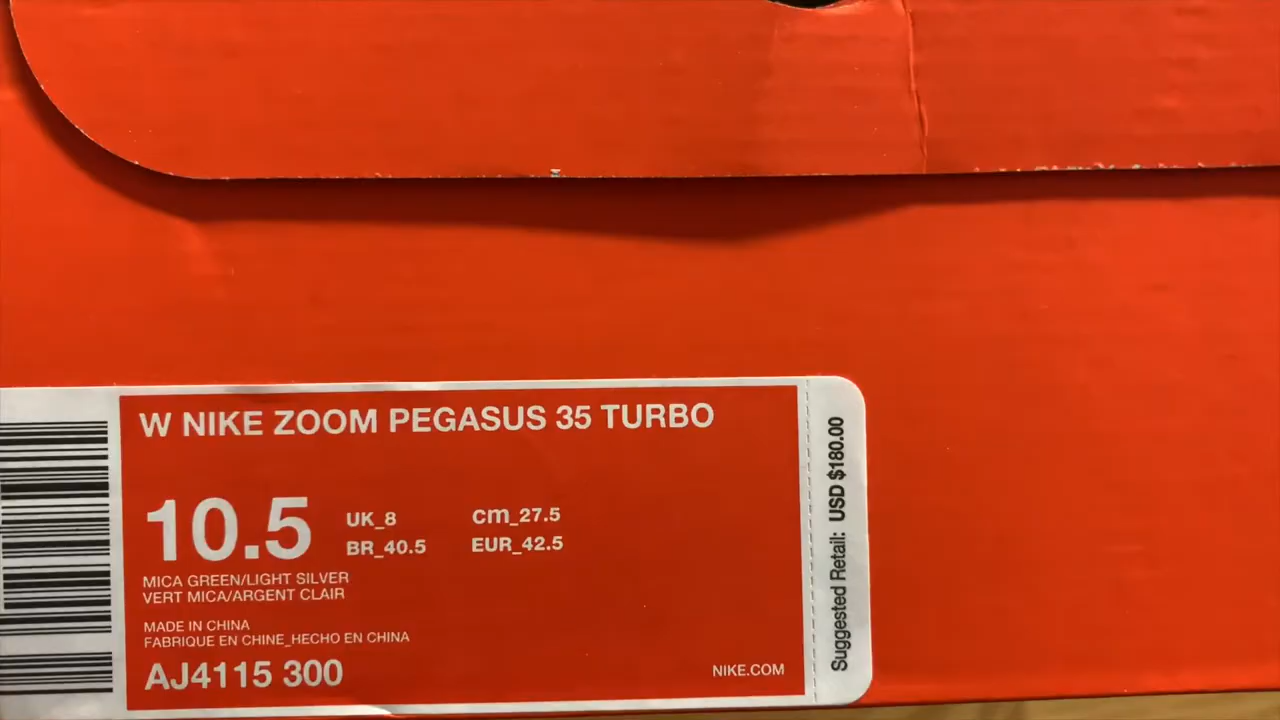 W NIKE ZOOM PEGASUS 35 TURBO
10.5
UK_8
cm_27.5
BR_40.5
EUR_42.5
MICA GREEN/LIGHT SILVER
VERT MICA/ARGENT CLAIR
MADE IN CHINA
FABRIQUE EN CHINE_HECHO EN CHINA
AJ4115 300
NIKE.COM
Suggested Retail: USD $180.00